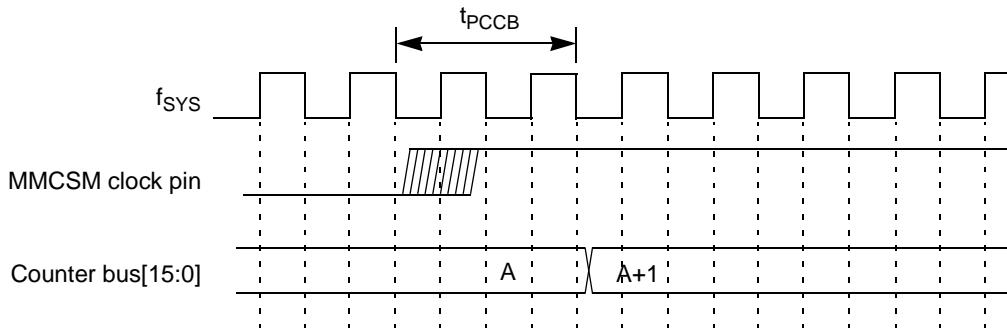 tPCCB
fSYS
MMCSM clock pin
Counter bus[15:0]
A
A+1